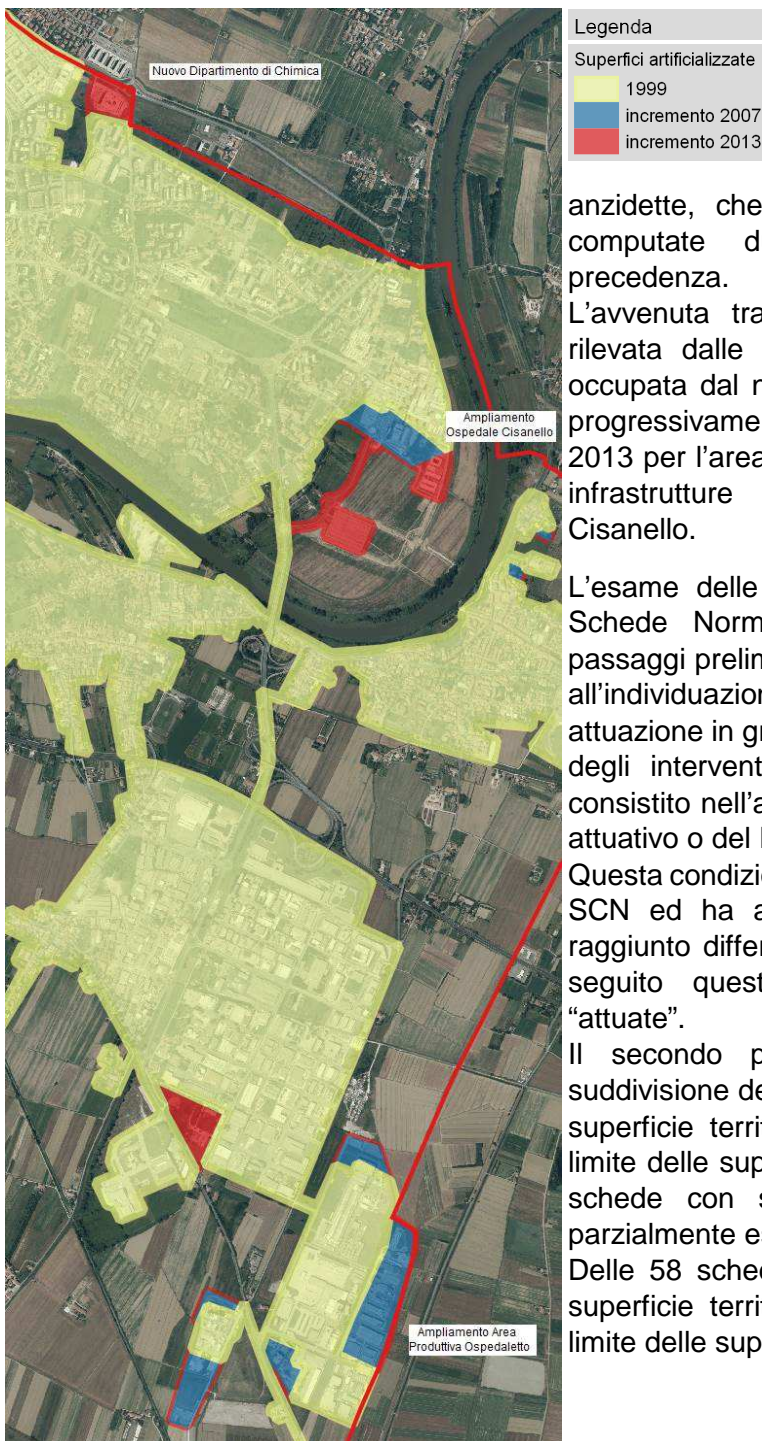 Nuovo Dipartimento di Chimica
Ampliamento
Ospedale Cisanello
Ampliamento Area
Produttiva Ospedaletto
Legenda
Superfici artificializzate
1999
incremento 2007
incremento 2013
anzidette, che
computate d
precedenza.
L’avvenuta tra
rilevata dalle
occupata dal n
progressivame
2013 per l’area
infrastrutture
Cisanello.
L’esame delle
Schede Norm
passaggi prelin
all’individuazion
attuazione in gr
degli intervent
consistito nell’a
attuativo o del
Questa condizio
SCN ed ha a
raggiunto differ
seguito quest
“attuate”.
Il secondo p
suddivisione de
superficie territ
limite delle sup
schede con s
parzialmente es
Delle 58 sched
superficie territ
limite delle sup